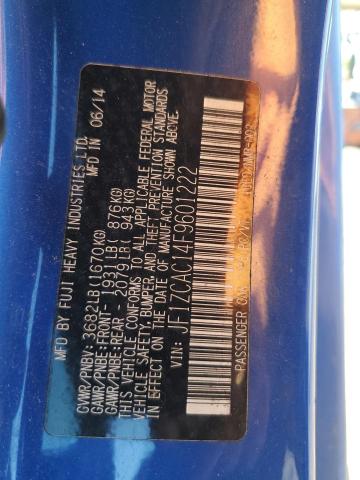 MFD BY FUJI HEAVY INDUSTRIES LTD.
DATE IN 06/14
GVWR/PNBV:3682LB(1670KG)
GAWR/PNBE:FRONT- 1931LB( 876KG)
GAWR/PNBE:REAR - 2079LB( 943KG)
THIS VEHICLE CONFORMS TO ALL APPLICABLE FEDERAL MOTOR
VEHICLE SAFETY, BUMPER, AND THEFT PREVENTION STANDARDS
IN EFFECT ON THE DATE OF MANUFACTURE SHOWN ABOVE.
VIN: JF1ZCAC14F9601222
PASSENGER CAR